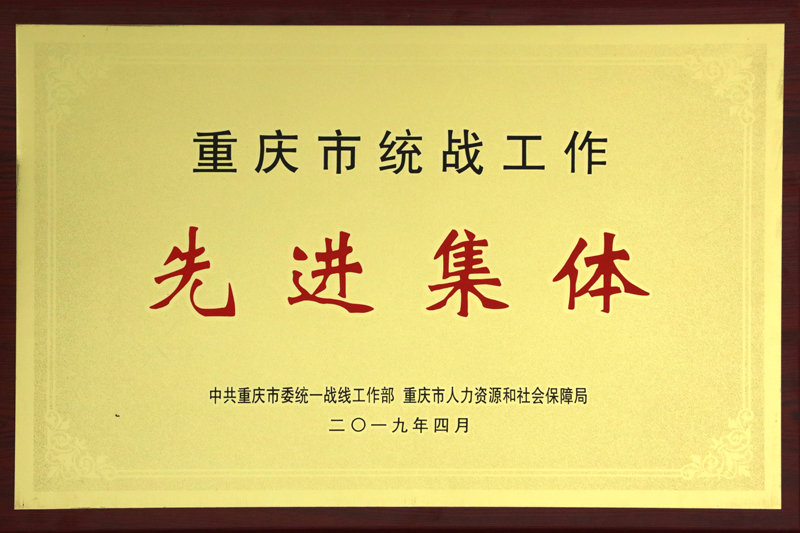 重庆市统战工作
先进集体
中共重庆市委统一战线工作部 重庆市人力资源和社会保障局
二〇一九年四月